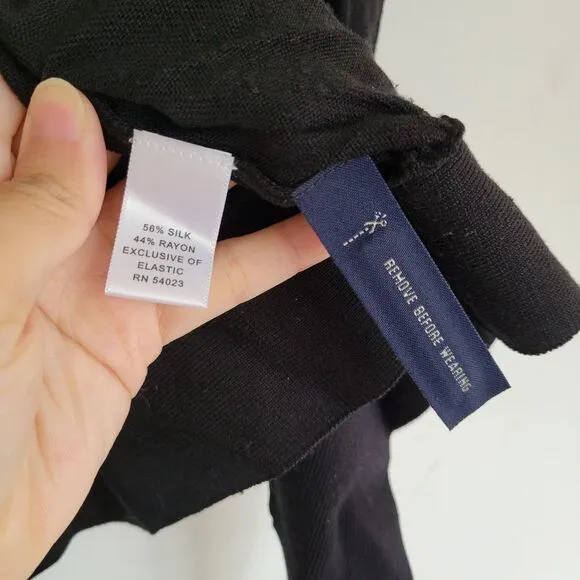 56% SILK
44% RAYON
EXCLUSIVE OF
ELASTIC
RN 54023
REMOVE BEFORE WEARING